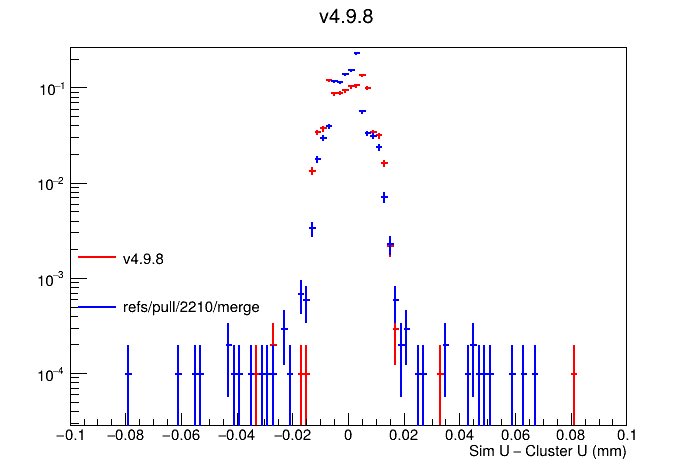 v4.9.8
10⁻¹
10⁻²
10⁻³
10⁻⁴
v4.9.8
refs/pull/2210/merge
−0.1 −0.08 −0.06 −0.04 −0.02 0 0.02 0.04 0.06 0.08 0.1
Sim U − Cluster U (mm)